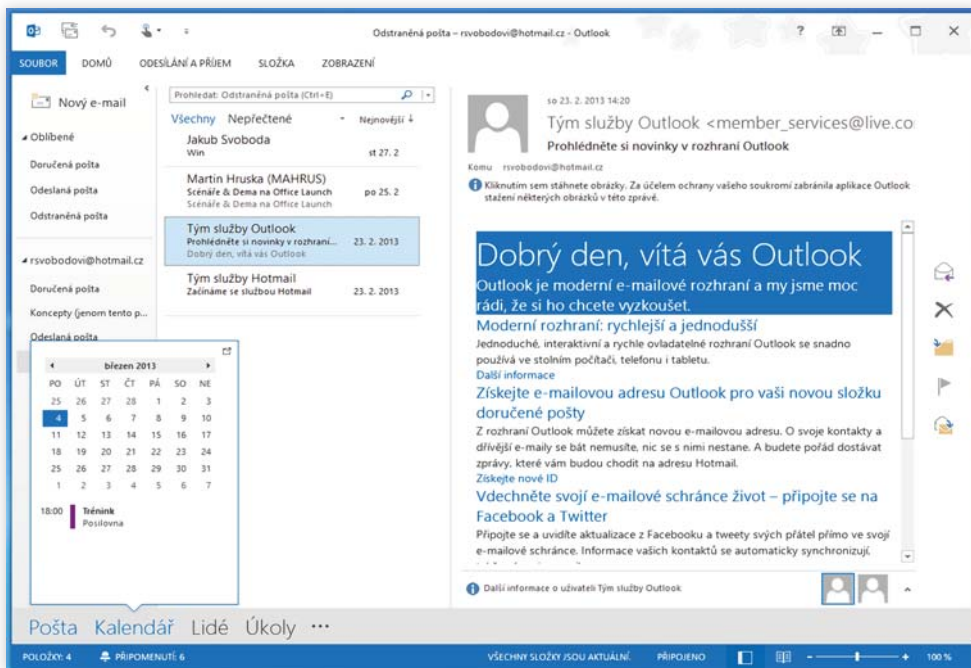 Odstraněná pošta – rsvobodovi@hotmail.cz - Outlook
SOUBOR DOMŮ ODESÍLÁNÍ A PŘÍJEM SLOŽKA ZOBRAZENÍ
Nový e-mail
Oblíbené
Doručená pošta
Odeslaná pošta
Odstraněná pošta
rsvobodovi@hotmail.cz
Doručená pošta
Koncepty (jenom tento p...
Odeslaná pošta
Prohledat: Odstraněná pošta (Ctrl+E)
Všechny Nepřečtené Nejnovější ↓
Jakub Svoboda
Win st 27. 2
Martin Hruska (MAHRUS)
Scénáře & Dema na Office Launch po 25. 2
Scénáře & Dema na Office Launch
Tým služby Outlook
Prohlédněte si novinky v rozhraní... 23. 2. 2013
Dobrý den, vítá vás Outlook
Tým služby Hotmail
Začínáme se službou Hotmail 23. 2. 2013
so 23. 2. 2013 14:20
Tým služby Outlook <member_services@live.co
Prohlédněte si novinky v rozhraní Outlook
Komu rsvobodovi@hotmail.cz
Kliknutím sem stáhnete obrázky. Za účelem ochrany vašeho soukromí zabránila aplikace Outlook
stažení některých obrázků v této zprávě.
Dobrý den, vítá vás Outlook
Outlook je moderní e-mailové rozhraní a my jsme moc
rádi, že si ho chcete vyzkoušet.
Moderní rozhraní: rychlejší a jednodušší
Jednoduché, interaktivní a rychle ovladatelné rozhraní Outlook se snadno
používá ve stolním počítači, telefonu i tabletu.
Další informace
Získejte e-mailovou adresu Outlook pro vaši novou složku
doručené pošty
Z rozhraní Outlook můžete získat novou e-mailovou adresu. O svoje kontakty a
dřívější e-maily se bát nemusíte, nic se s nimi nestane. A budete pořád dostávat
zprávy, které vám budou chodit na adresu Hotmail.
Získejte nové ID
Vdechněte svojí e-mailové schránce život – připojte se na
Facebook a Twitter
Připojte se a uvidíte aktualizace z Facebooku a tweety svých přátel přímo ve svojí
e-mailové schránce. Informace vašich kontaktů se automaticky synchronizují,
Další informace o uživateli Tým služby Outlook
březen 2013
PO ÚT ST ČT PÁ SO NE
25 26 27 28 1 2 3
4 5 6 7 8 9 10
11 12 13 14 15 16 17
18 19 20 21 22 23 24
25 26 27 28 29 30 31
1 2 3 4 5 6 7
18:00 Trénink
Posilovna
Pošta Kalendář Lidé Úkoly •••
POLOŽKY: 4 PŘIPOMENUTÍ: 6 VŠECHNY SLOŽKY JSOU AKTUÁLNÍ. PŘIPOJENO 100 %